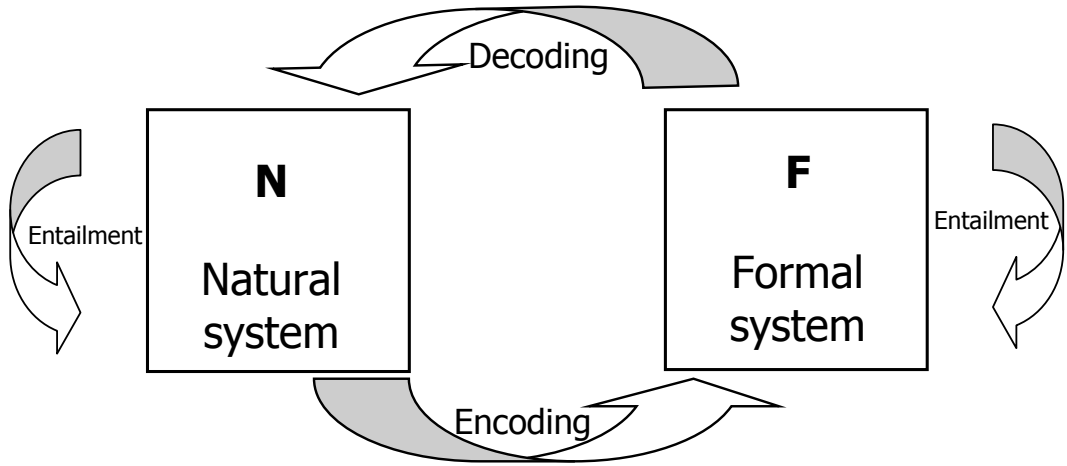 Decoding
N
Natural
system
Entailment
F
Formal
system
Entailment
Encoding